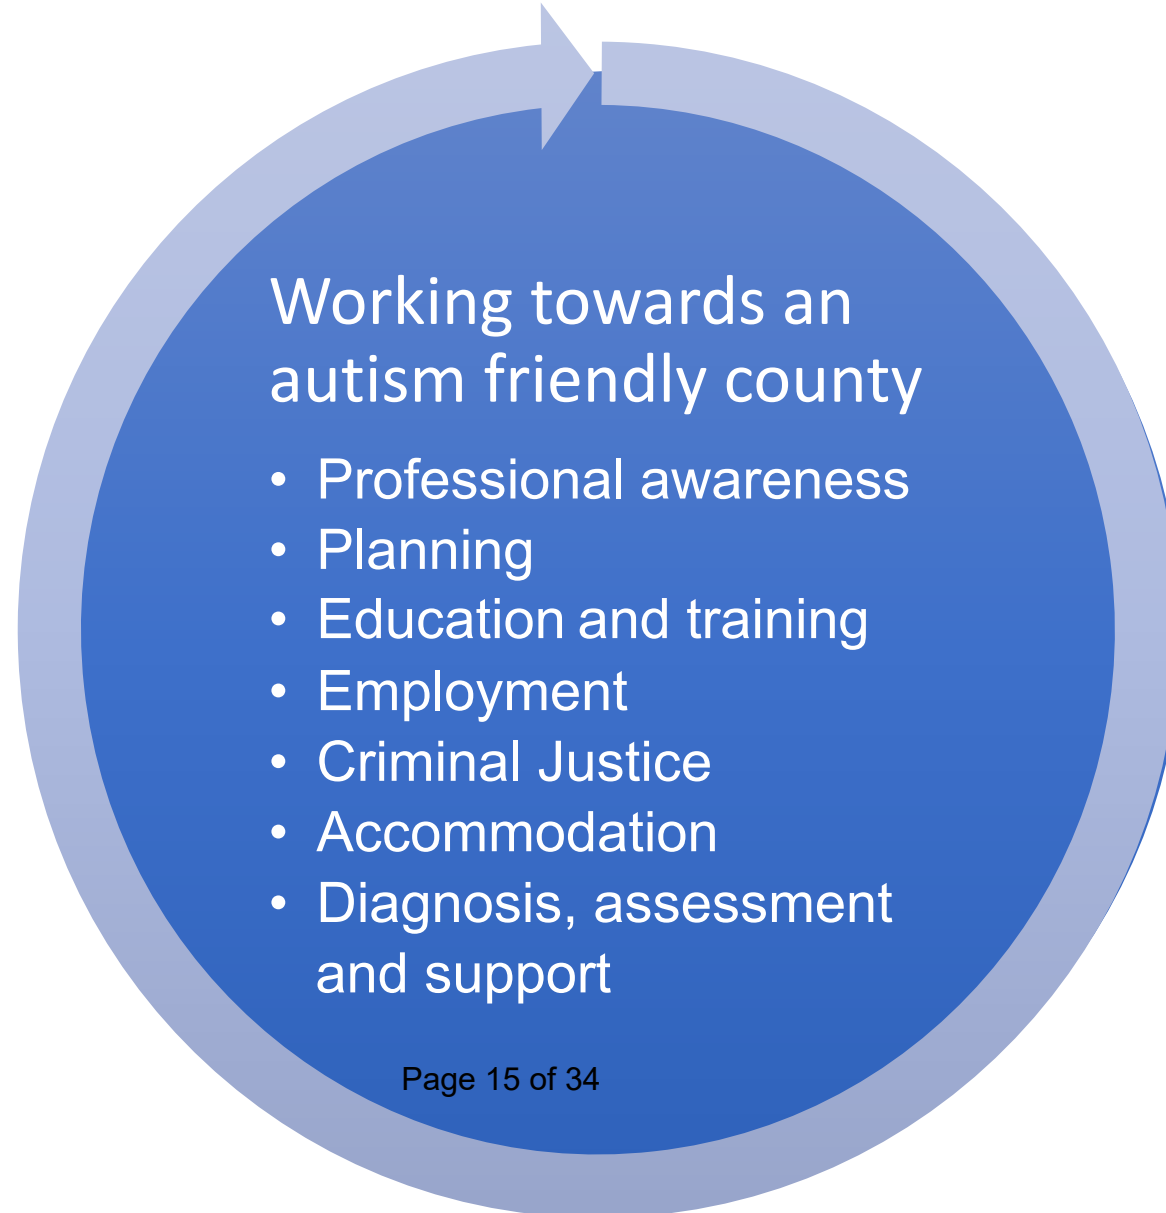 Working towards an
autism friendly county
• Professional awareness
• Planning
• Education and training
• Employment
• Criminal Justice
• Accommodation
• Diagnosis, assessment
and support
Page 15 of 34